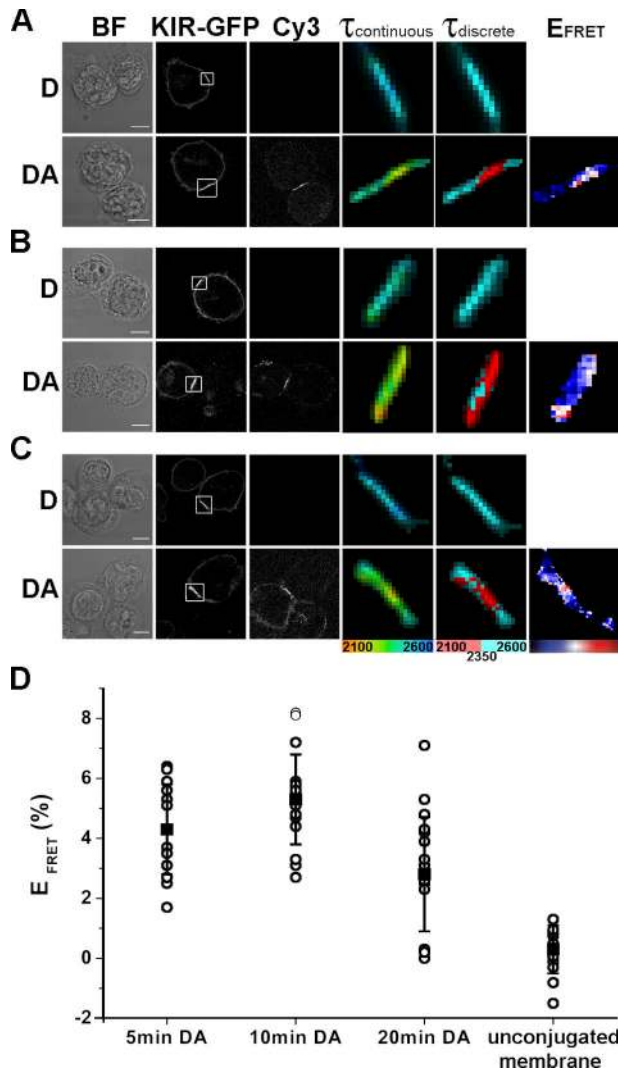 A
BF KIR-GFP Cy3 τcontinuous τdiscrete EFRET
D
DA
B
D
DA
C
D
DA
2100 2600 2100 2600
2350
D
8
6
4
2
0
-2
E FRET (%)
5min DA 10min DA 20min DA unconjugated
membrane